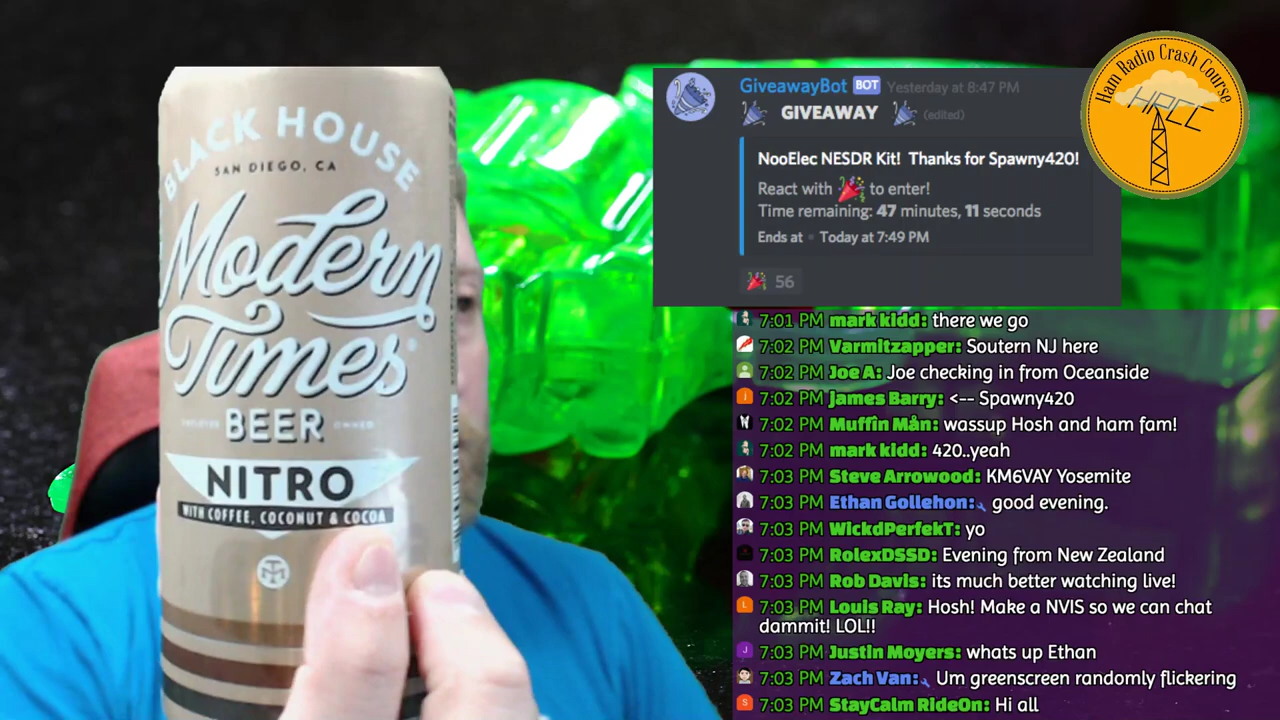 BLACK HOUSE
SAN DIEGO, CA
Modern
Times
BEER
EMPLOYEE OWNED
NITRO
WITH COFFEE, COCONUT & COCOA
GiveawayBot BOT Yesterday at 8:47 PM
GIVEAWAY (edited)
NooElec NESDR Kit! Thanks for Spawny420!
React with 🎉 to enter!
Time remaining: 47 minutes, 11 seconds
Ends at • Today at 7:49 PM
🎉 56
Ham Radio Crash Course
HRCC
7:01 PM mark kidd: there we go
7:02 PM Varmitzapper: Soutern NJ here
7:02 PM Joe A: Joe checking in from Oceanside
7:02 PM james Barry: <-- Spawny420
7:02 PM Muffin Mån: wassup Hosh and ham fam!
7:02 PM mark kidd: 420..yeah
7:03 PM Steve Arrowood: KM6VAY Yosemite
7:03 PM Ethan Gollehon: good evening.
7:03 PM WickdPerfekT: yo
7:03 PM RolexDSSD: Evening from New Zealand
7:03 PM Rob Davis: its much better watching live!
7:03 PM Louis Ray: Hosh! Make a NVIS so we can chat
dammit! LOL!!
7:03 PM Justin Moyers: whats up Ethan
7:03 PM Zach Van: Um greenscreen randomly flickering
7:03 PM StayCalm RideOn: Hi all